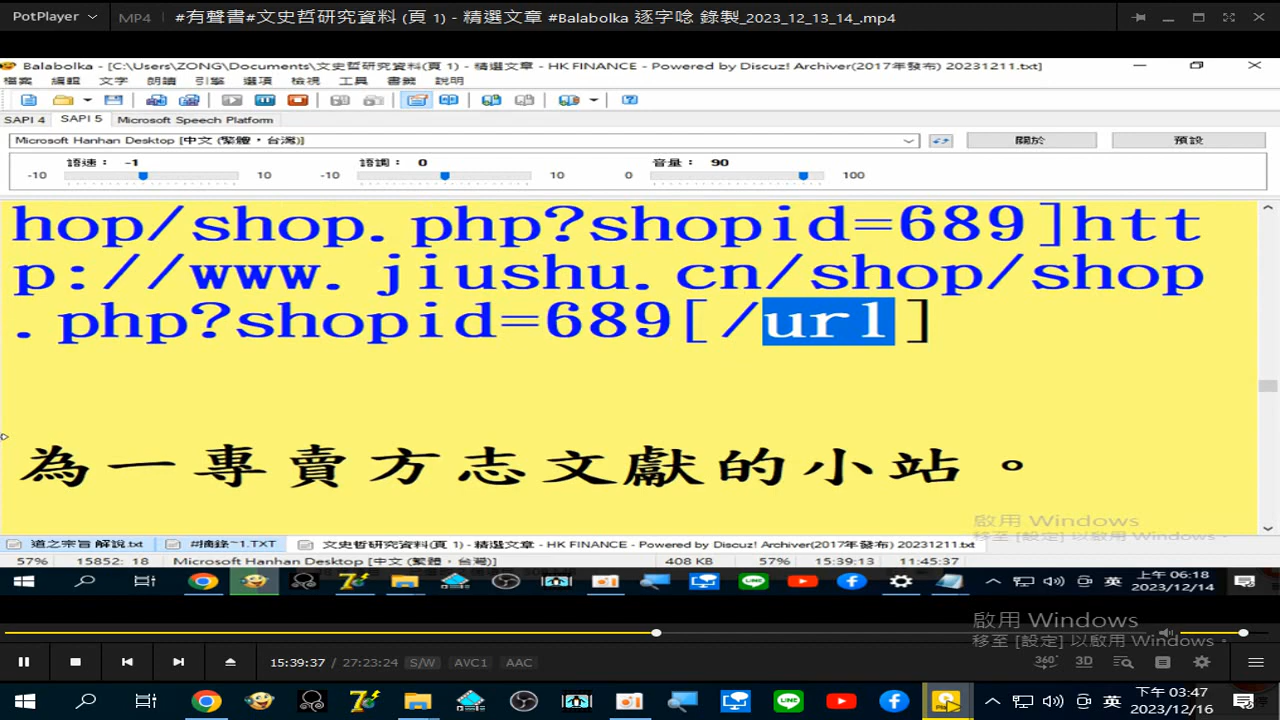 PotPlayer MP4 #有聲書#文史哲研究資料 (頁 1) - 精選文章 #Balabolka 逐字唸 錄製_2023_12_13_14_.mp4
Balabolka - [C:\Users\ZONG\Documents\文史哲研究資料(頁 1) - 精選文章 - HK FINANCE - Powered by Discuz! Archiver(2017年發布) 20231211.txt]
檔案 編輯 文字 朗讀 引擎 選項 檢視 工具 書籤 說明
SAPI 4 SAPI 5 Microsoft Speech Platform
Microsoft Hanhan Desktop [中文 (繁體，台灣)] 關於 預設
語速： -1 語調： 0 音量： 90
-10 10 -10 10 0 100
hop/shop.php?shopid=689]htt
p://www.jiushu.cn/shop/shop
.php?shopid=689[/url]
為一專賣方志文獻的小站。
啟用 Windows
移至 [設定] 以啟用 Windows。
道之宗旨 解說.txt #摘錄~1.TXT 文史哲研究資料(頁 1) - 精選文章 - HK FINANCE - Powered by Discuz! Archiver(2017年發布) 20231211.txt
57% 15852: 18 Microsoft Hanhan Desktop [中文 (繁體，台灣)] 408 KB 57% 15:39:13 11:45:37
英 上午 06:18
2023/12/14
啟用 Windows
移至 [設定] 以啟用 Windows。
15:39:37 / 27:23:24 S/W AVC1 AAC 360° 3D
英 下午 03:47
2023/12/16